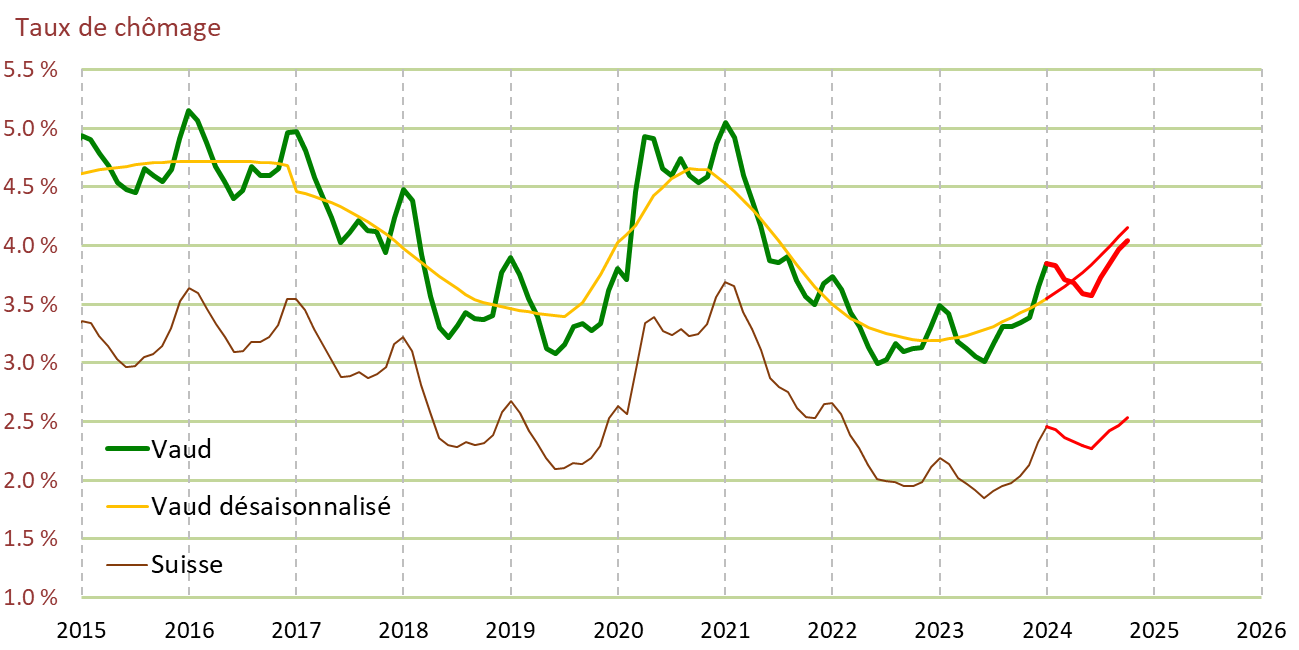 Taux de chômage
5.5 %
5.0 %
4.5 %
4.0 %
3.5 %
3.0 %
2.5 %
2.0 %
1.5 %
1.0 %
Vaud
Vaud désaisonnalisé
Suisse
2015 2016 2017 2018 2019 2020 2021 2022 2023 2024 2025 2026